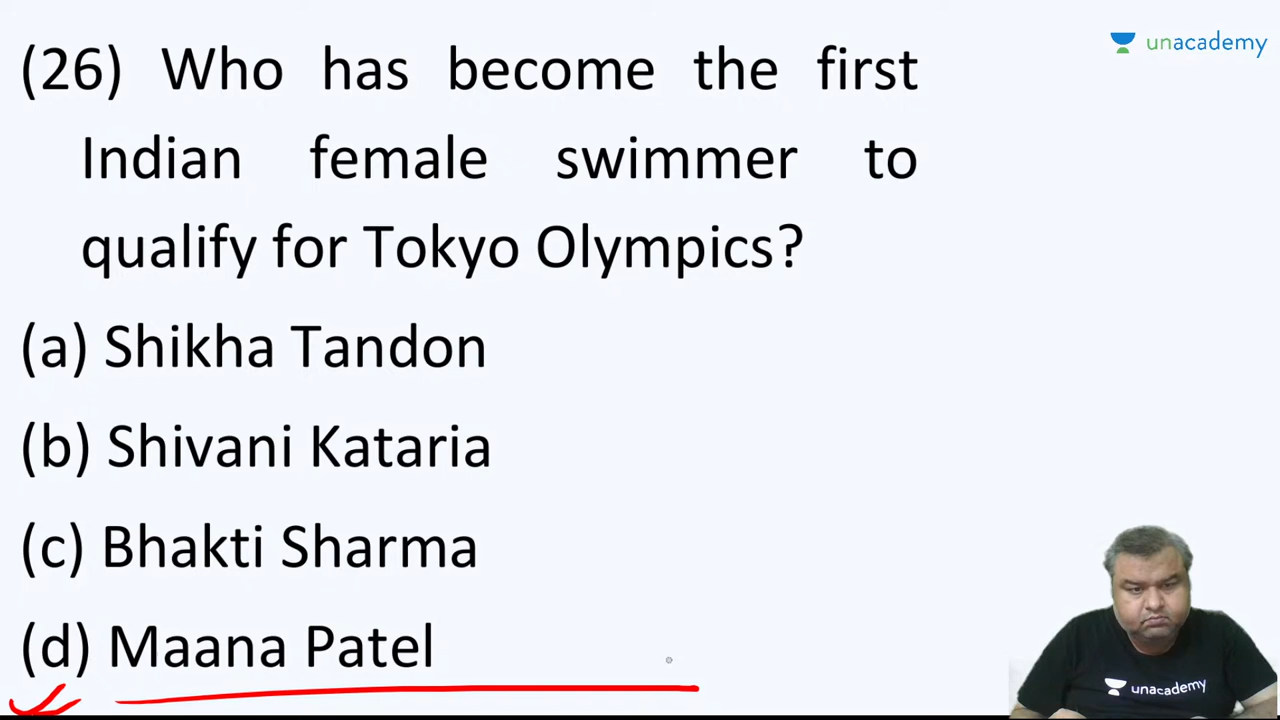 (26) Who has become the first
Indian female swimmer to
qualify for Tokyo Olympics?
(a) Shikha Tandon
(b) Shivani Kataria
(c) Bhakti Sharma
(d) Maana Patel
unacademy
unacademy